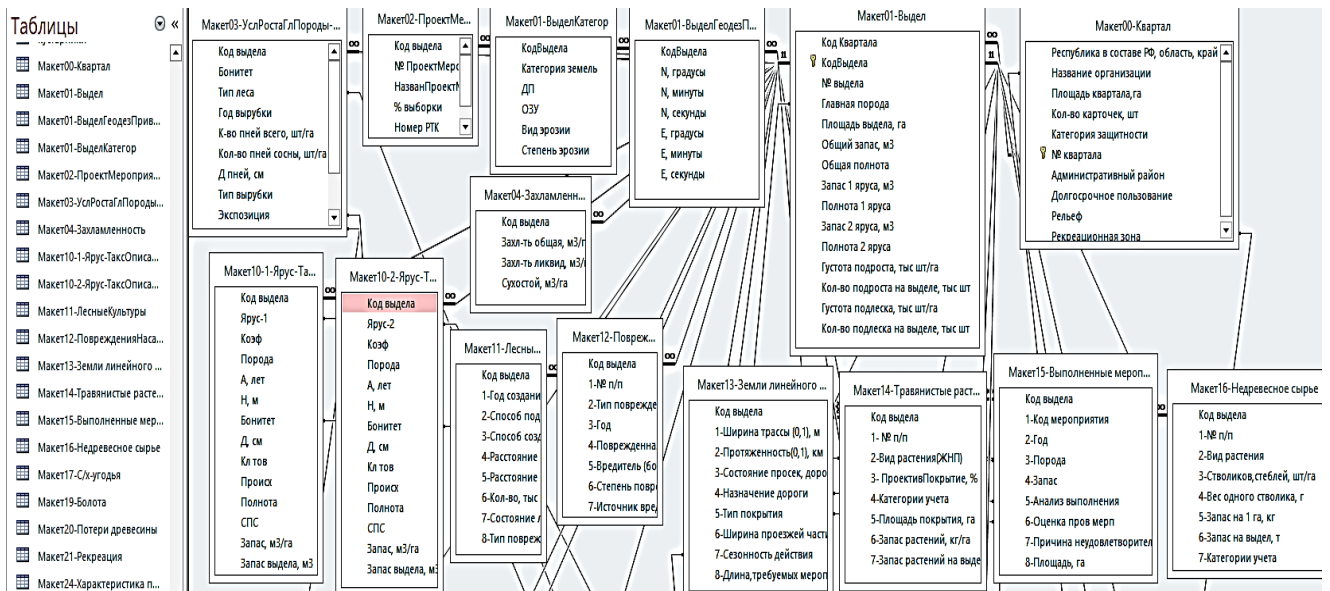 Таблицы
Макет00-Квартал
Макет01-Выдел
Макет01-ВыделГеодезПрив...
Макет01-ВыделКатегор
Макет02-ПроектМероприя...
Макет03-УслРостаГлПороды...
Макет04-Захламленность
Макет10-1-Ярус-ТаксОписа...
Макет10-2-Ярус-ТаксОписа...
Макет11-ЛесныеКультуры
Макет12-ПоврежденияНаса...
Макет13-Земли линейного ...
Макет14-Травянистые расте...
Макет15-Выполненные мер...
Макет16-Недревесное сырье
Макет17-С/х-угодья
Макет19-Болота
Макет20-Потери древесины
Макет21-Рекреация
Макет24-Характеристика п...
Макет03-УслРостаГлПороды-...
Код выдела
Бонитет
Тип леса
Год вырубки
К-во пней всего, шт/га
Кол-во пней сосны, шт/га
Д пней, см
Тип вырубки
Экспозиция
Макет02-ПроектМе...
Код выдела
№ ПроектМерс
НазванПроектМ
% выборки
Номер РТК
Макет01-ВыделКатегор
КодВыдела
Категория земель
ДП
ОЗУ
Вид эрозии
Степень эрозии
Макет01-ВыделГеодезП...
КодВыдела
N, градусы
N, минуты
N, секунды
E, градусы
E, минуты
E, секунды
Макет01-Выдел
Код Квартала
КодВыдела
№ выдела
Главная порода
Площадь выдела, га
Общий запас, м3
Общая полнота
Запас 1 яруса, м3
Полнота 1 яруса
Запас 2 яруса, м3
Полнота 2 яруса
Густота подроста, тыс шт/га
Кол-во подроста на выделе, тыс шт
Густота подлеска, тыс шт/га
Кол-во подлеска на выделе, тыс шт
Макет00-Квартал
Республика в составе РФ, область, край
Название организации
Площадь квартала,га
Кол-во карточек, шт
Категория защитности
№ квартала
Административный район
Долгосрочное пользование
Рельеф
Рекреационная зона
Макет04-Захламленн...
Код выдела
Захл-ть общая, м3/г
Захл-ть ликвид, м3/
Сухостой, м3/га
Макет10-1-Ярус-Та...
Код выдела
Ярус-1
Коэф
Порода
А, лет
Н, м
Бонитет
Д, см
Кл тов
Происх
Полнота
СПС
Запас, м3/га
Запас выдела, м3
Макет10-2-Ярус-Т...
Код выдела
Ярус-2
Коэф
Порода
А, лет
Н, м
Бонитет
Д, см
Кл тов
Происх
Полнота
СПС
Запас, м3/га
Запас выдела, м3
Макет11-Лесны...
Код выдела
1-Год создани
2-Способ под
3-Способ созд
4-Расстояние
5-Расстояние
6-Кол-во, тыс
7-Состояние л
8-Тип повреж
Макет12-Повреж...
Код выдела
1-№ п/п
2-Тип поврежде
3-Год
4-Поврежденна
5-Вредитель (бо
6-Степень повре
7-Источник вред
Макет13-Земли линейного ...
Код выдела
1-Ширина трассы (0,1), м
2-Протяженность(0,1), км
3-Состояние просек, доро
4-Назначение дороги
5-Тип покрытия
6-Ширина проезжей части
7-Сезонность действия
8-Длина,требуемых мероп
Макет14-Травянистые раст...
Код выдела
1- № п/п
2-Вид растения(ЖНП)
3- ПроективПокрытие, %
4-Категории учета
5-Площадь покрытия, га
6-Запас растений, кг/га
7-Запас растений на выде
Макет15-Выполненные мероп...
Код выдела
1-Код мероприятия
2-Год
3-Порода
4-Запас
5-Анализ выполнения
6-Оценка пров мерп
7-Причина неудовлетворител
8-Площадь, га
Макет16-Недревесное сырье
Код выдела
1-№ п/п
2-Вид растения
3-Стволиков,стеблей, шт/га
4-Вес одного стволика, г
5-Запас на 1 га, кг
6-Запас на выдел, т
7-Категории учета